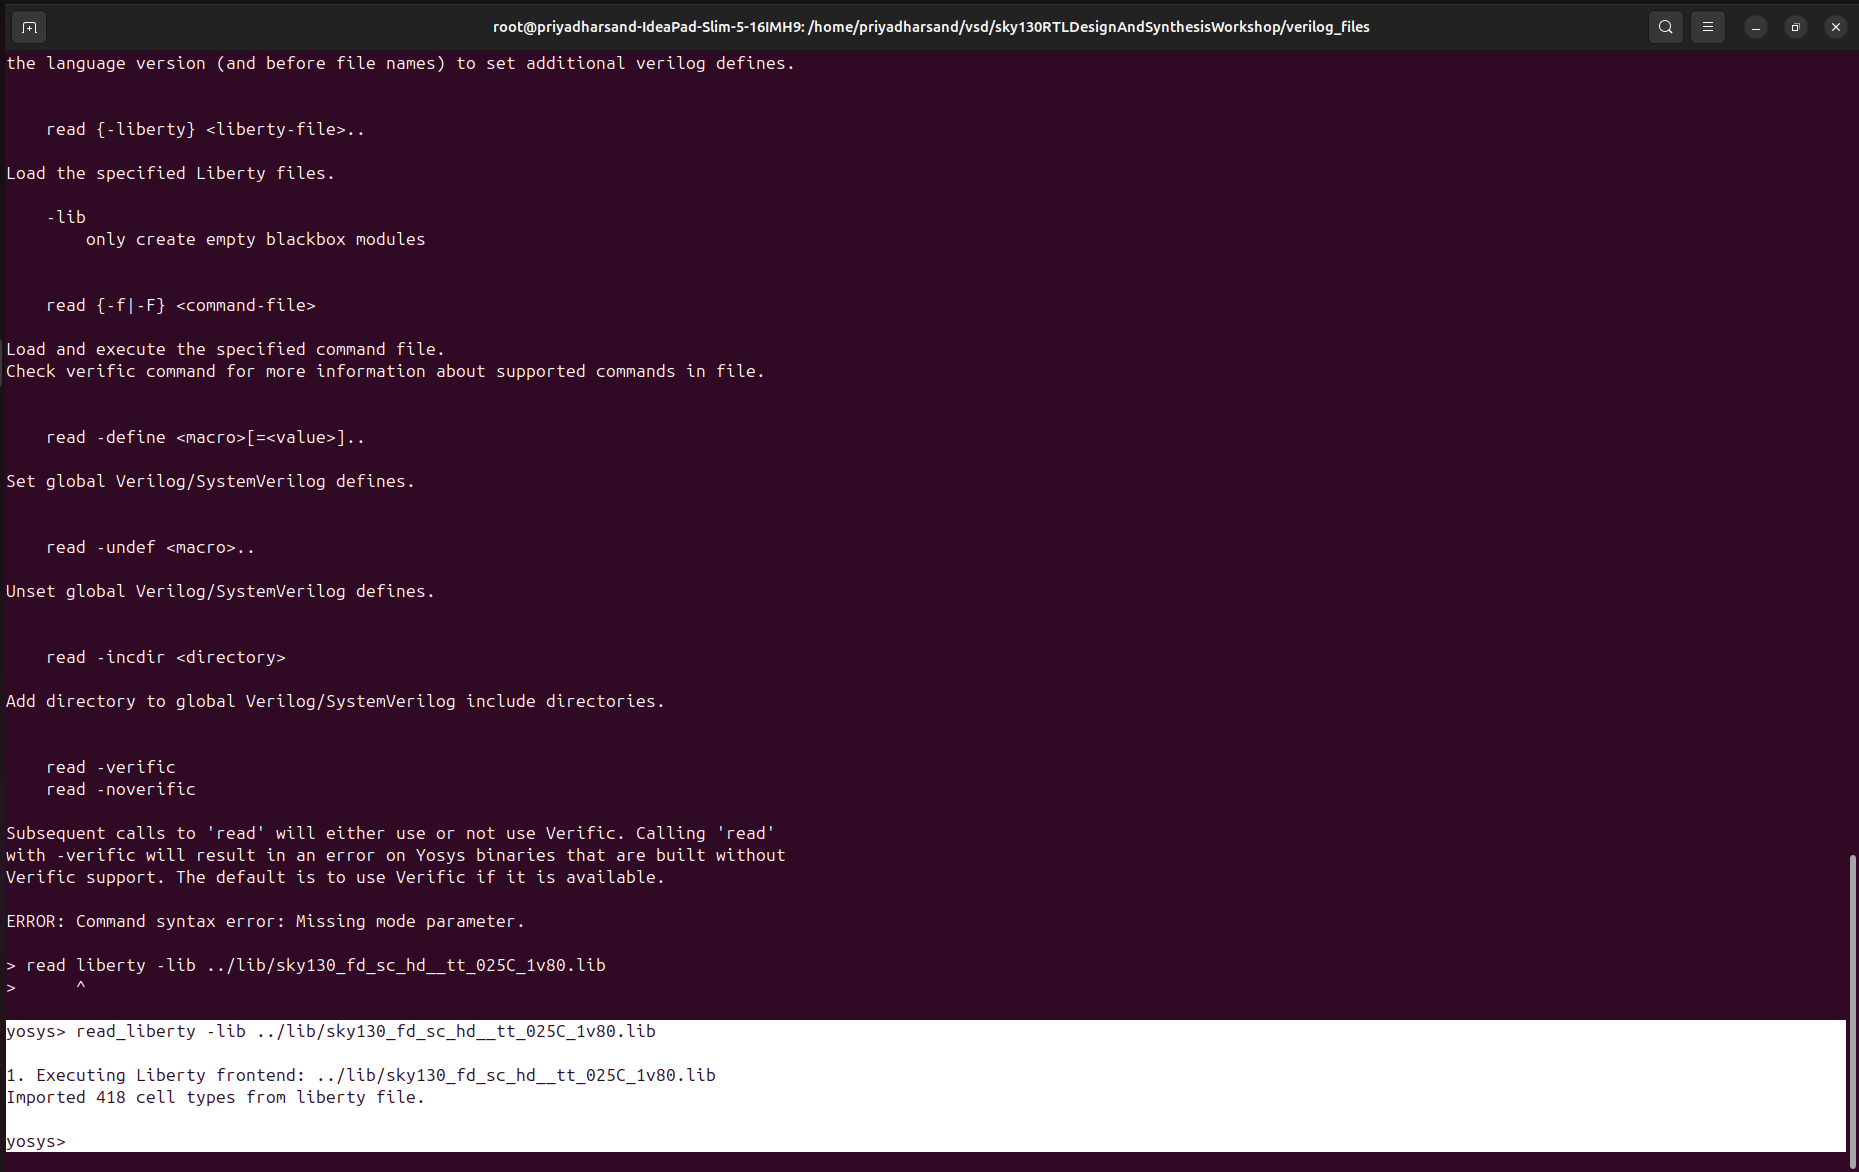 root@priyadharsand-IdeaPad-Slim-5-16IMH9: /home/priyadharsand/vsd/sky130RTLDesignAndSynthesisWorkshop/verilog_files
the language version (and before file names) to set additional verilog defines.
read {-liberty} <liberty-file>..
Load the specified Liberty files.
-lib
only create empty blackbox modules
read {-f|-F} <command-file>
Load and execute the specified command file.
Check verific command for more information about supported commands in file.
read -define <macro>[=<value>]..
Set global Verilog/SystemVerilog defines.
read -undef <macro>..
Unset global Verilog/SystemVerilog defines.
read -incdir <directory>
Add directory to global Verilog/SystemVerilog include directories.
read -verific
read -noverific
Subsequent calls to 'read' will either use or not use Verific. Calling 'read'
with -verific will result in an error on Yosys binaries that are built without
Verific support. The default is to use Verific if it is available.
ERROR: Command syntax error: Missing mode parameter.
> read liberty -lib ../lib/sky130_fd_sc_hd__tt_025C_1v80.lib
>      ^
yosys> read_liberty -lib ../lib/sky130_fd_sc_hd__tt_025C_1v80.lib
1. Executing Liberty frontend: ../lib/sky130_fd_sc_hd__tt_025C_1v80.lib
Imported 418 cell types from liberty file.
yosys>